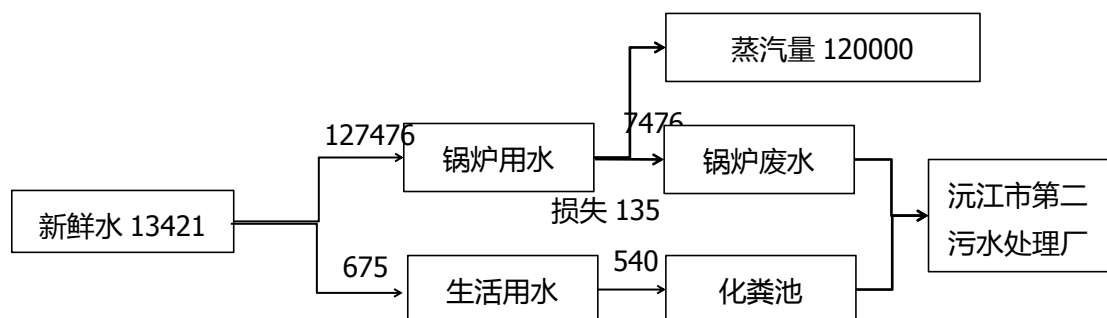 蒸汽量 120000
127476
7476
锅炉用水
锅炉废水
新鲜水 13421
损失 135
沅江市第二
污水处理厂
675
540
生活用水
化粪池